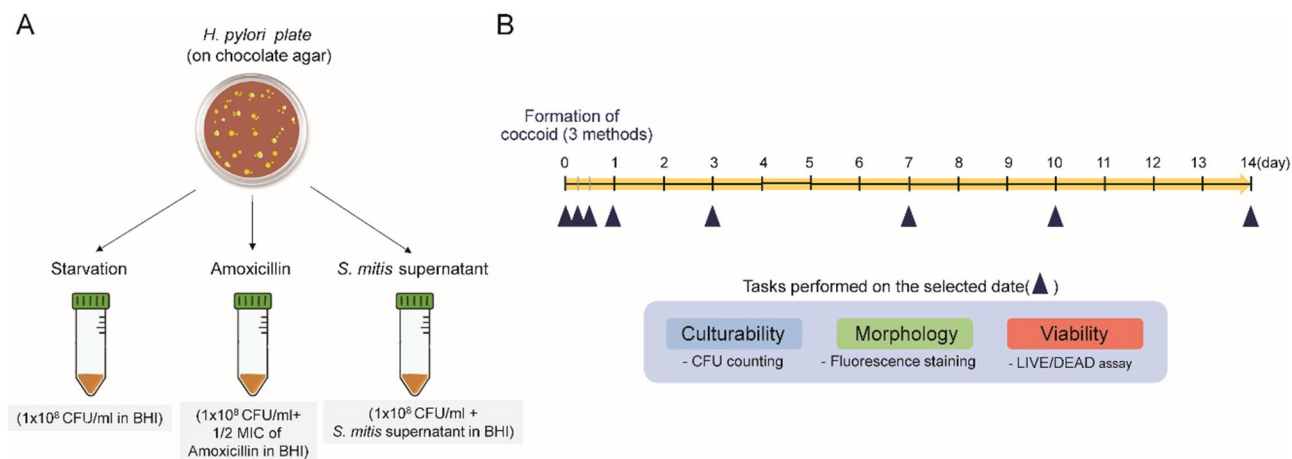 A
H. pylori plate
(on chocolate agar)
Starvation
Amoxicillin
S. mitis supernatant
(1x10⁸ CFU/ml in BHI)
(1x10⁸ CFU/ml+
1/2 MIC of
Amoxicillin in BHI)
(1x10⁸ CFU/ml +
S. mitis supernatant in BHI)
B
Formation of
coccoid (3 methods)
0 1 2 3 4 5 6 7 8 9 10 11 12 13 14(day)
Tasks performed on the selected date(▲)
Culturability
- CFU counting
Morphology
- Fluorescence staining
Viability
- LIVE/DEAD assay